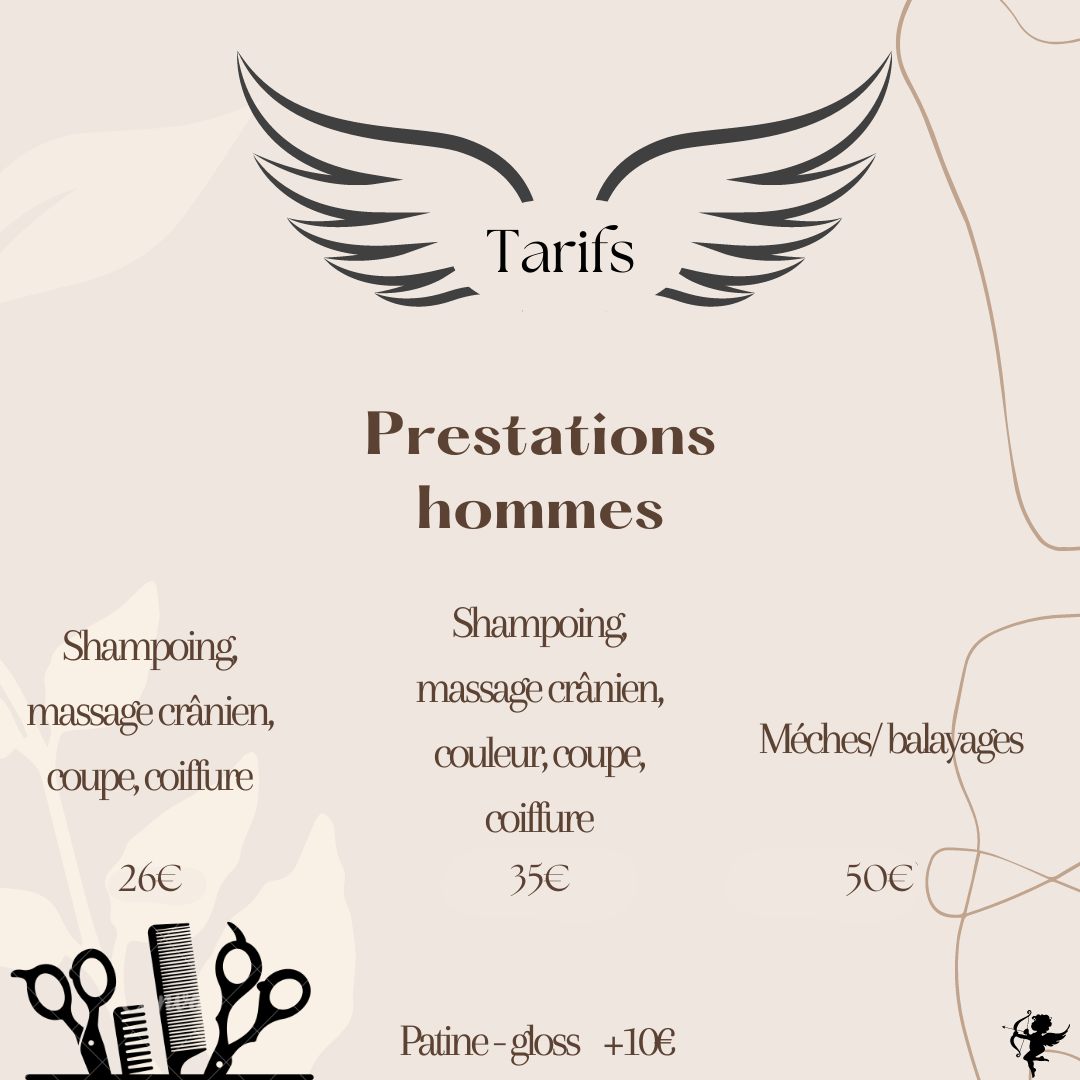 Tarifs
Prestations
hommes
Shampoing,
massage crânien,
coupe, coiffure
26€
Shampoing,
massage crânien,
couleur, coupe,
coiffure
35€
Méches/ balayages
50€
Patine - gloss +10€